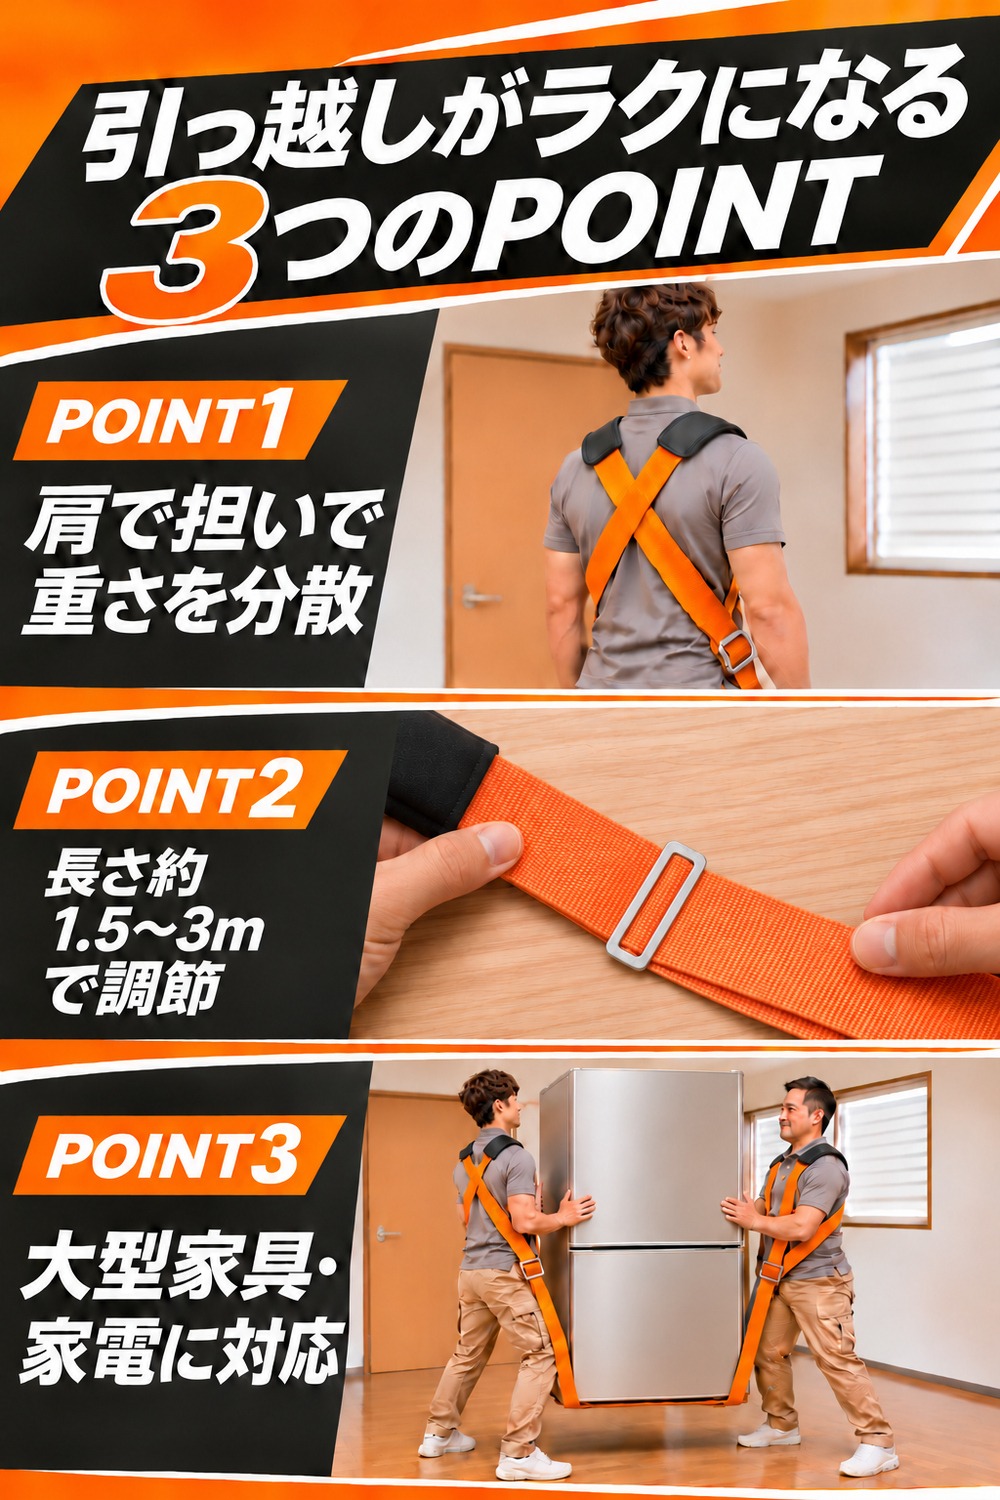 引っ越しがラクになる
3つのPOINT
POINT1
肩で担いで
重さを分散
POINT2
長さ約
1.5〜3m
で調節
POINT3
大型家具・
家電に対応